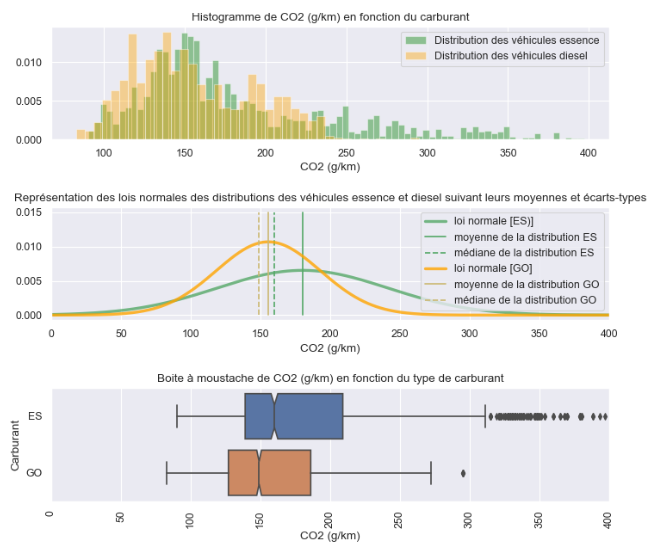 Histogramme de CO2 (g/km) en fonction du carburant
Distribution des véhicules essence
Distribution des véhicules diesel
0.010
0.005
0.000
100 150 200 250 300 350 400
CO2 (g/km)
Représentation des lois normales des distributions des véhicules essence et diesel suivant leurs moyennes et écarts-types
0.015
0.010
0.005
0.000
loi normale [ES)]
moyenne de la distribution ES
médiane de la distribution ES
loi normale [GO]
moyenne de la distribution GO
médiane de la distribution GO
0 50 100 150 200 250 300 350 400
CO2 (g/km)
Boite à moustache de CO2 (g/km) en fonction du type de carburant
Carburant
ES
GO
0 50 100 150 200 250 300 350 400
CO2 (g/km)